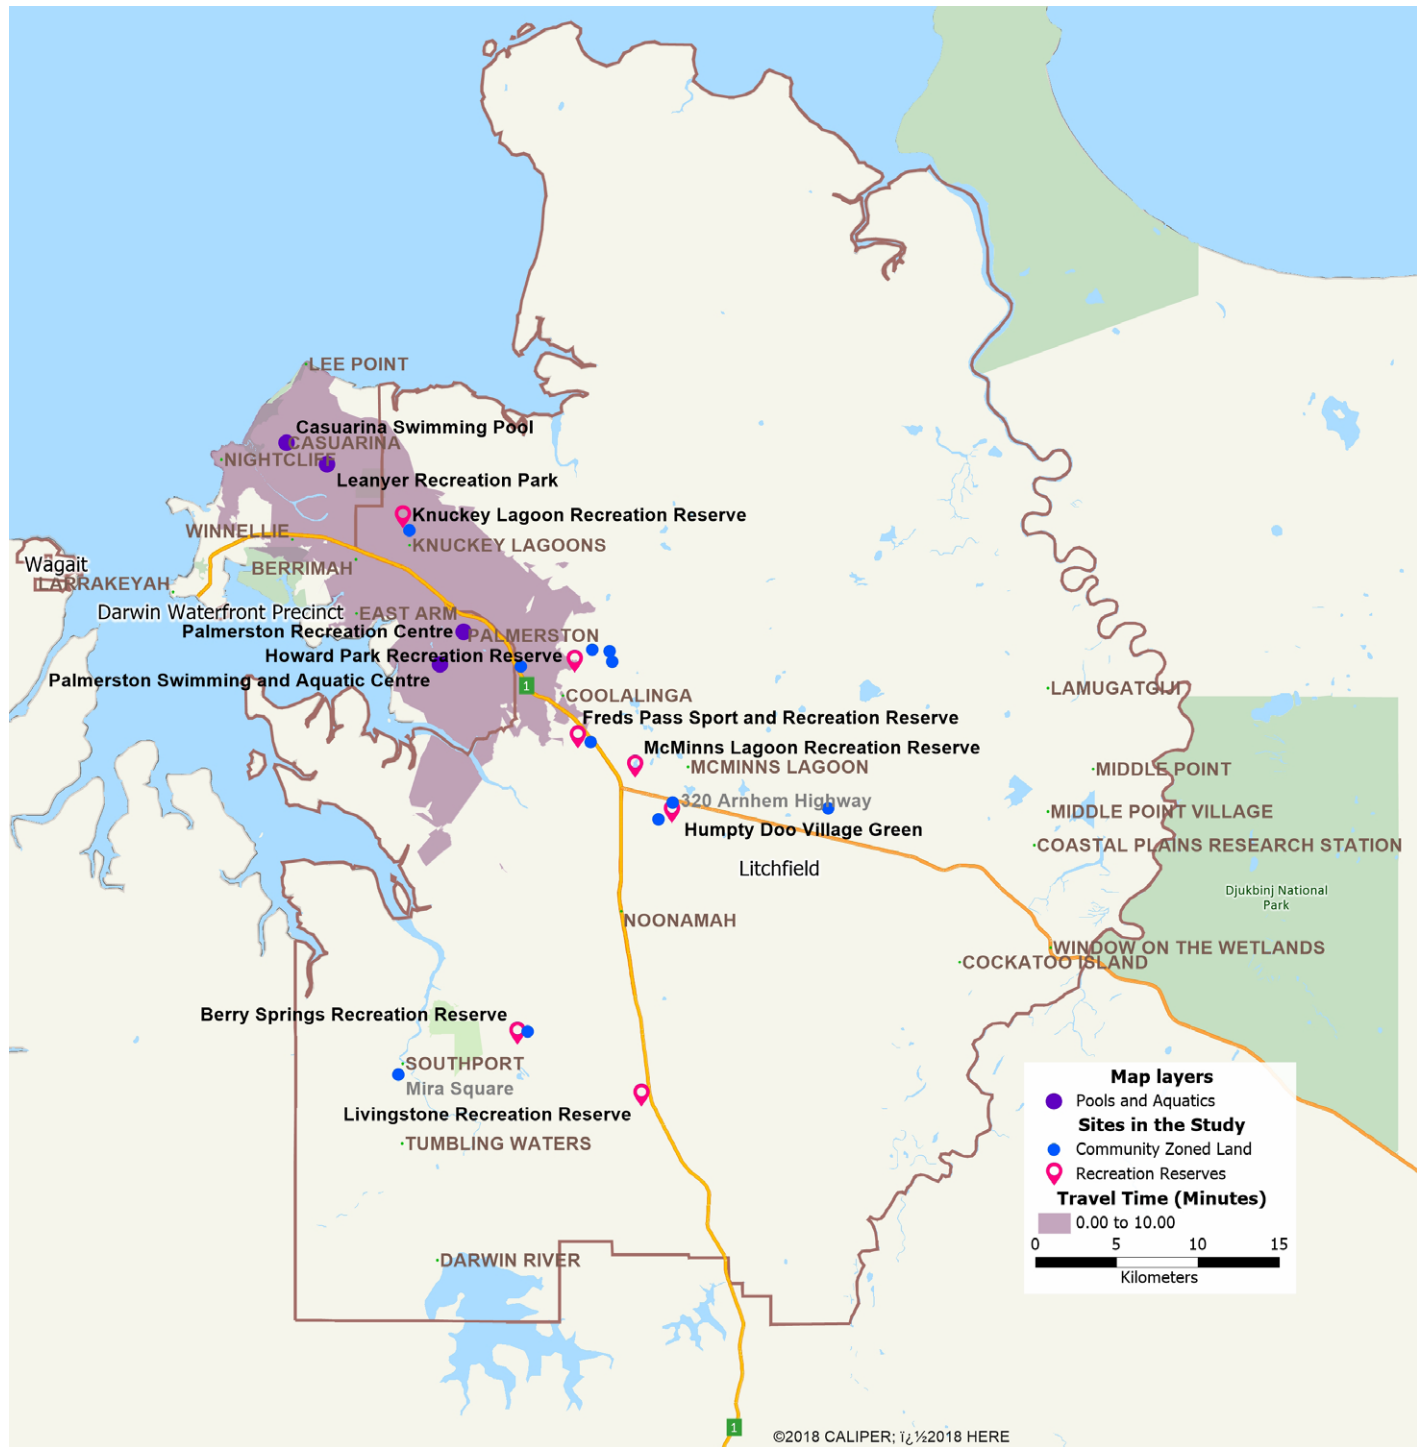 LEE POINT
Casuarina Swimming Pool
CASUARINA
NIGHTCLIFF
Leanyer Recreation Park
Knuckey Lagoon Recreation Reserve
WINNELLIE
KNUCKEY LAGOONS
Wagait
BERRIMAH
LARRAKEYAH
Darwin Waterfront Precinct
EAST ARM
Palmerston Recreation Centre
PALMERSTON
Howard Park Recreation Reserve
Palmerston Swimming and Aquatic Centre
1
COOLALINGA
LAMUGATGIJI
Freds Pass Sport and Recreation Reserve
McMinns Lagoon Recreation Reserve
MCMINNS LAGOON
MIDDLE POINT
320 Arnhem Highway
MIDDLE POINT VILLAGE
Humpty Doo Village Green
COASTAL PLAINS RESEARCH STATION
Litchfield
Djukbinj National
Park
NOONAMAH
WINDOW ON THE WETLANDS
COCKATOO ISLAND
Berry Springs Recreation Reserve
SOUTHPORT
Mira Square
Livingstone Recreation Reserve
TUMBLING WATERS
DARWIN RIVER
Map layers
Pools and Aquatics
Sites in the Study
Community Zoned Land
Recreation Reserves
Travel Time (Minutes)
0.00 to 10.00
0 5 10 15
Kilometers
1
©2018 CALIPER; ï¿½2018 HERE